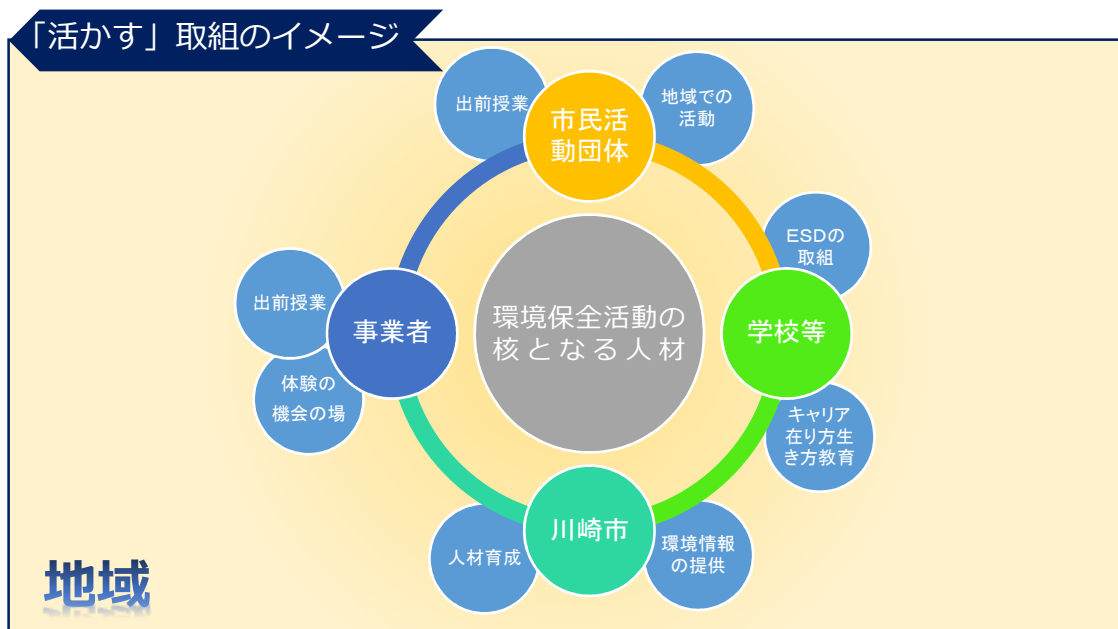 「活かす」取組のイメージ
出前授業
市民活
動団体
地域での
活動
ESDの
取組
出前授業
事業者
環境保全活動の
核となる人材
学校等
体験の
機会の場
キャリア
在り方生
き方教育
人材育成
川崎市
環境情報
の提供
地域